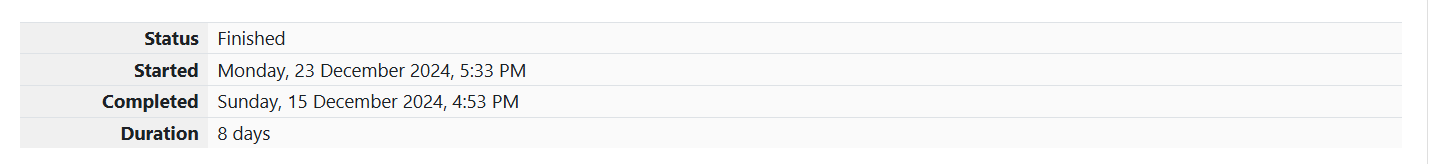 Status Finished
Started Monday, 23 December 2024, 5:33 PM
Completed Sunday, 15 December 2024, 4:53 PM
Duration 8 days